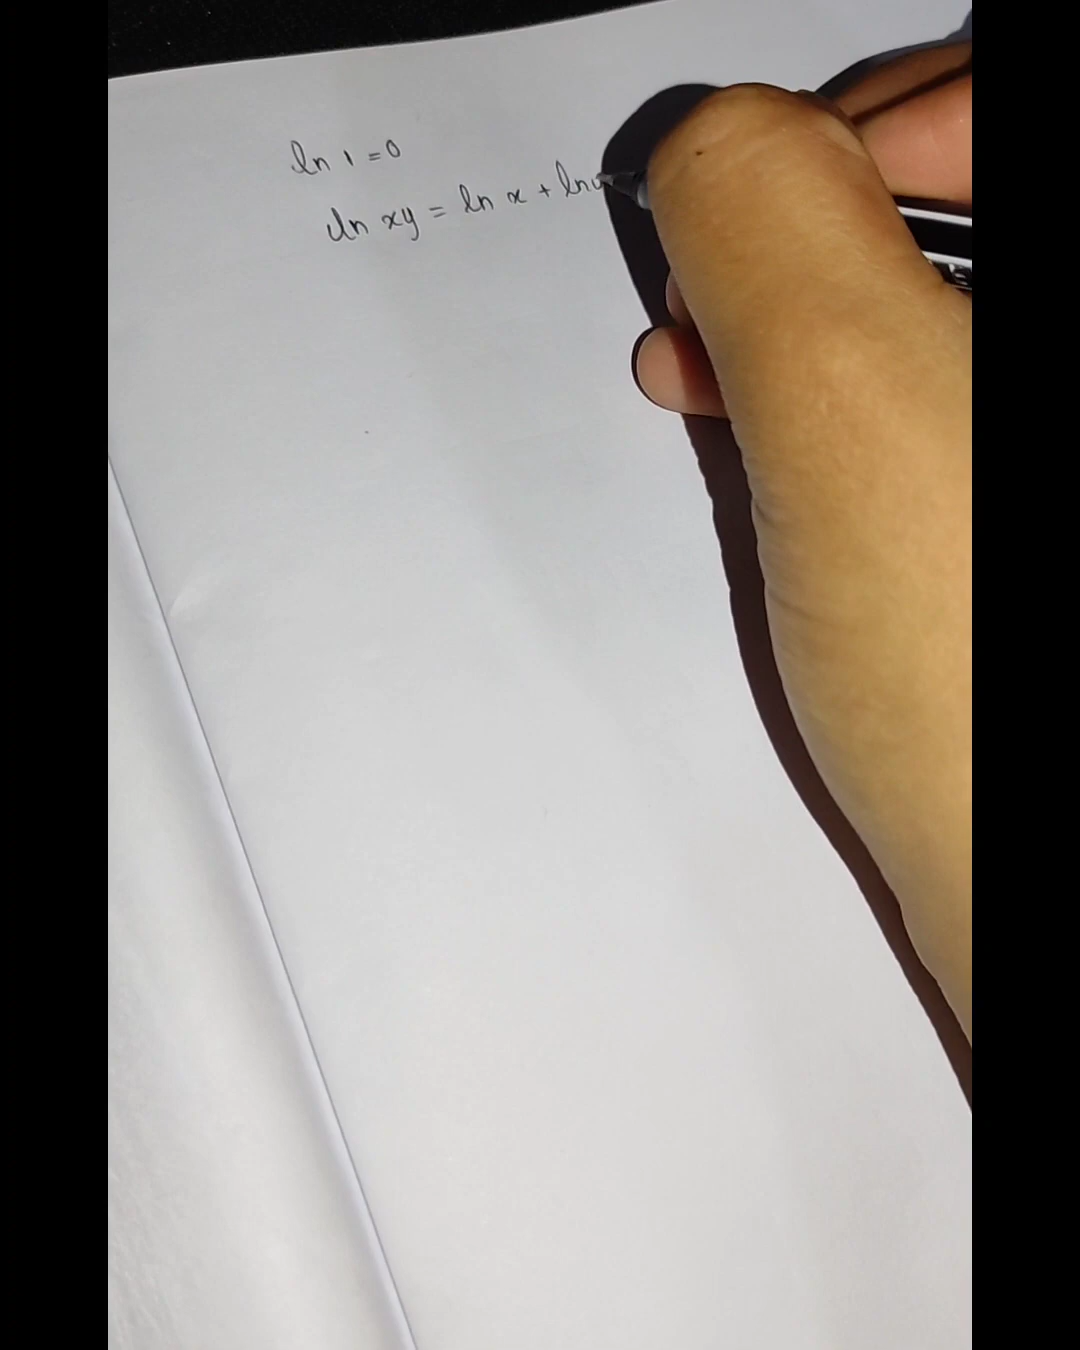 ln 1 = 0
ln xy = ln x + ln